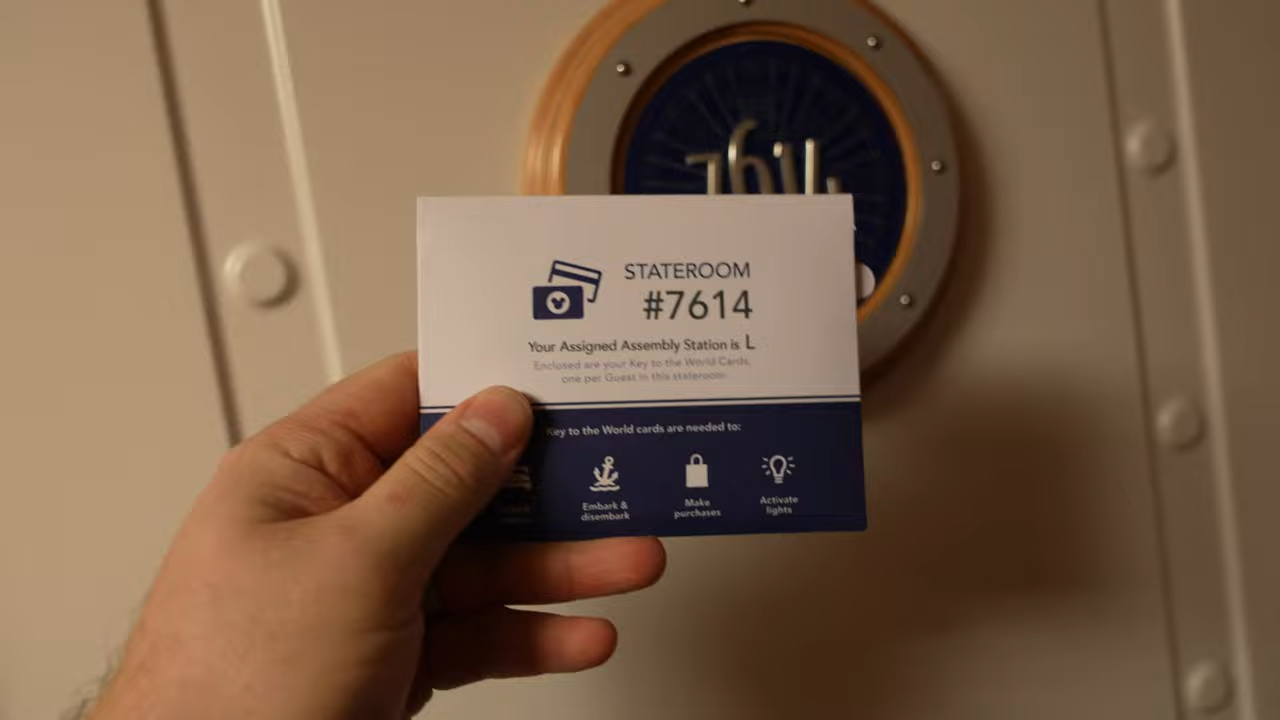 7614
STATEROOM
#7614
Your Assigned Assembly Station is L
Enclosed are your Key to the World Cards,
one per Guest in this stateroom.
Key to the World cards are needed to:
Embark &
disembark
Make
purchases
Activate
lights